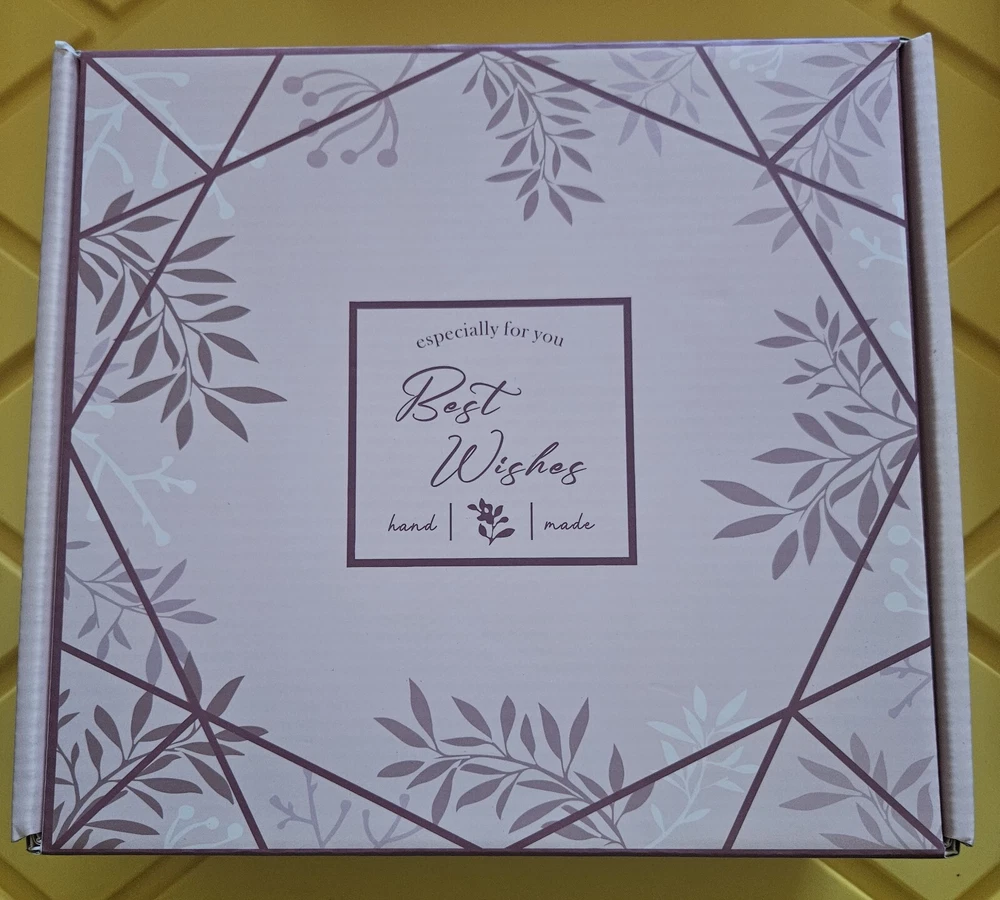 especially for you
Best
Wishes
hand | made